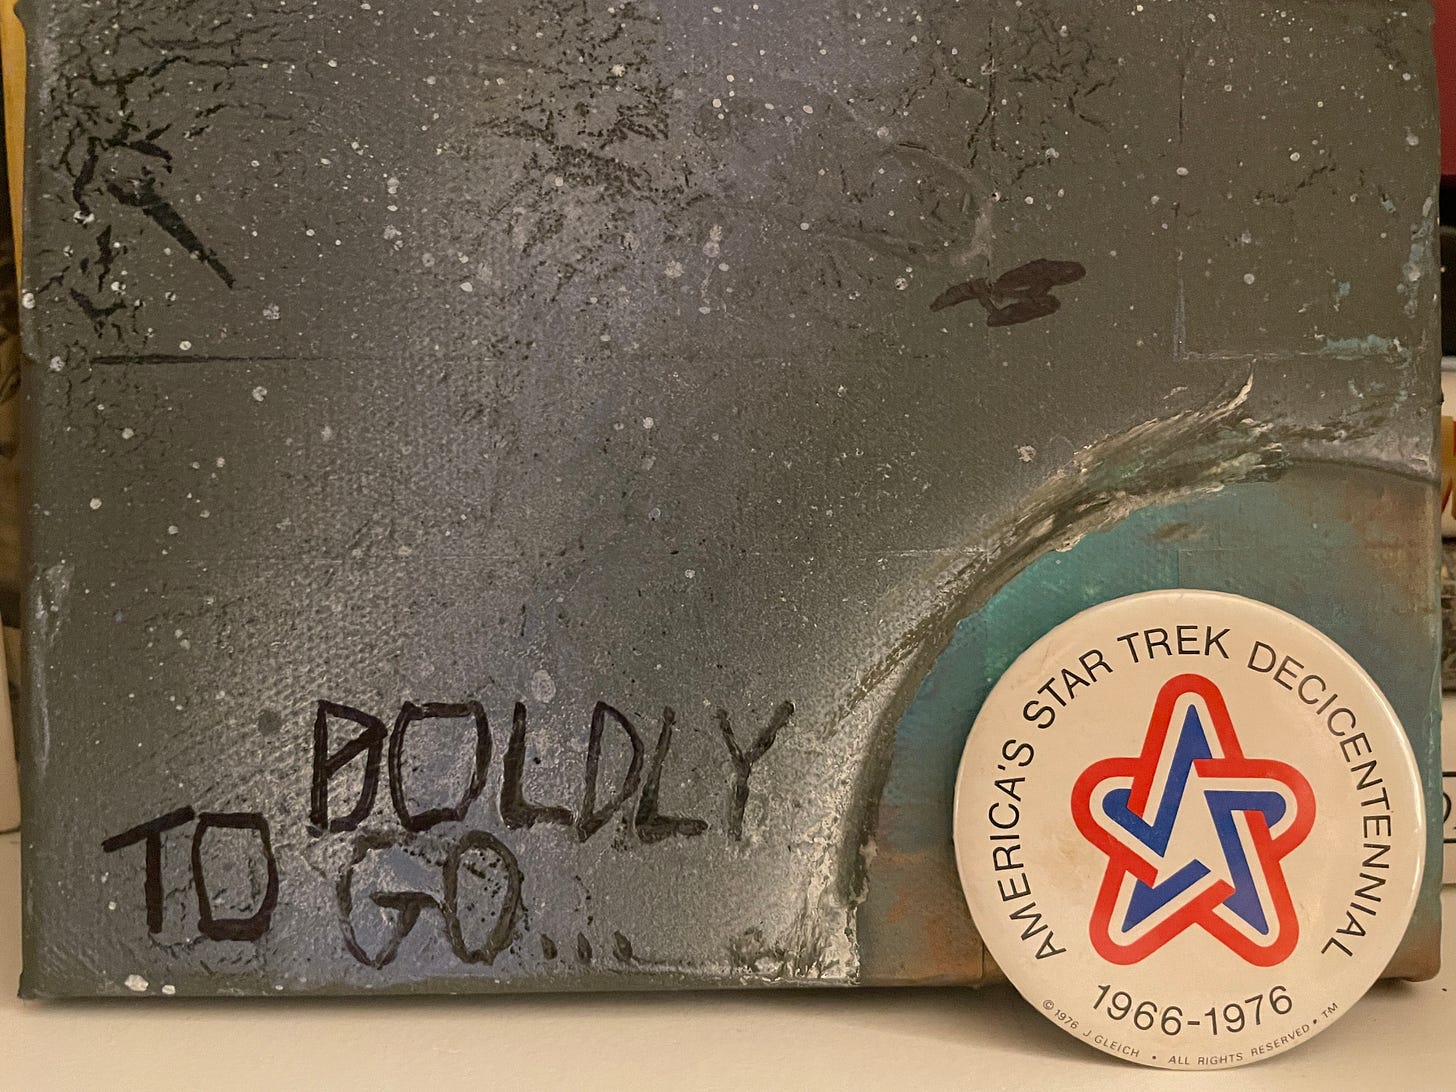 BOLDLY
TO GO...
AMERICA'S STAR TREK DECICENTENNIAL
1966-1976
©1976 J.GLEICH • ALL RIGHTS RESERVED • TM